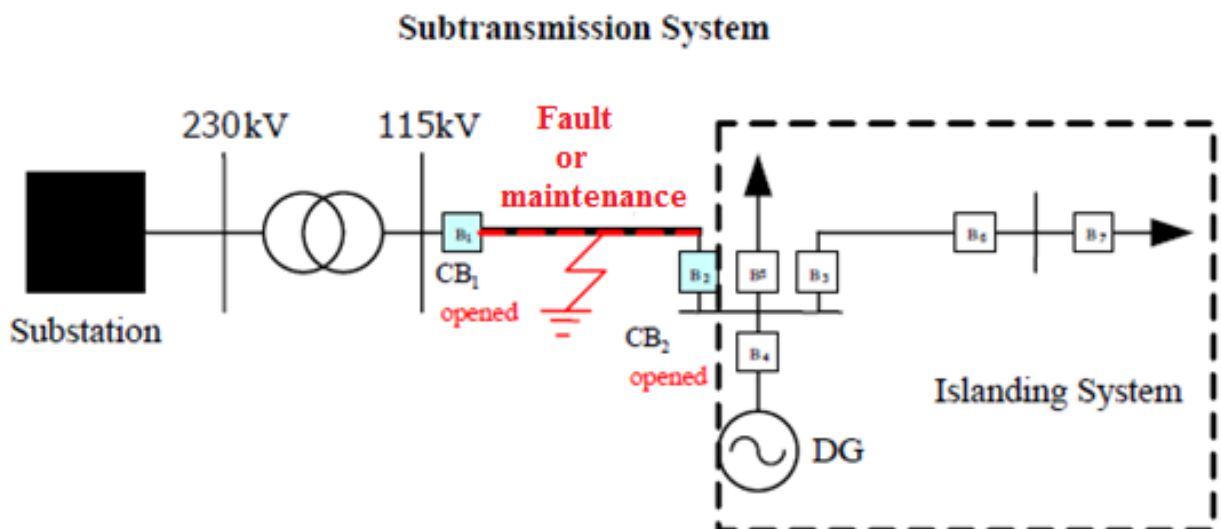 Subtransmission System
230kV
115kV
Fault
or
maintenance
B1
CB1
opened
Substation
B2
CB2
opened
B5
B3
B4
DG
B6
B7
Islanding System